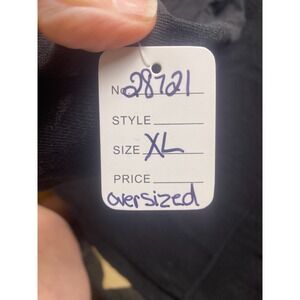 No. 28721
STYLE
SIZE XL
PRICE
oversized